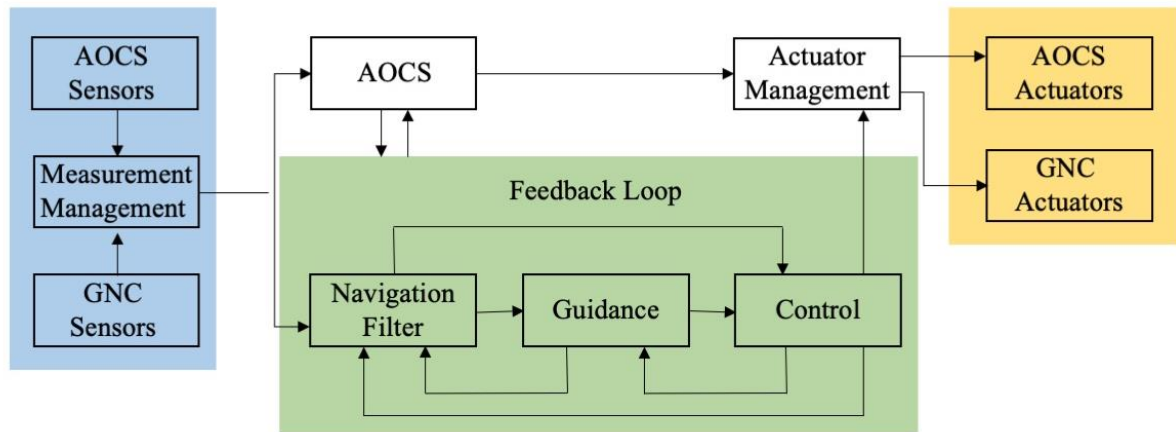 AOCS
Sensors
Measurement
Management
GNC
Sensors
AOCS
Actuator
Management
AOCS
Actuators
GNC
Actuators
Feedback Loop
Navigation
Filter
Guidance
Control